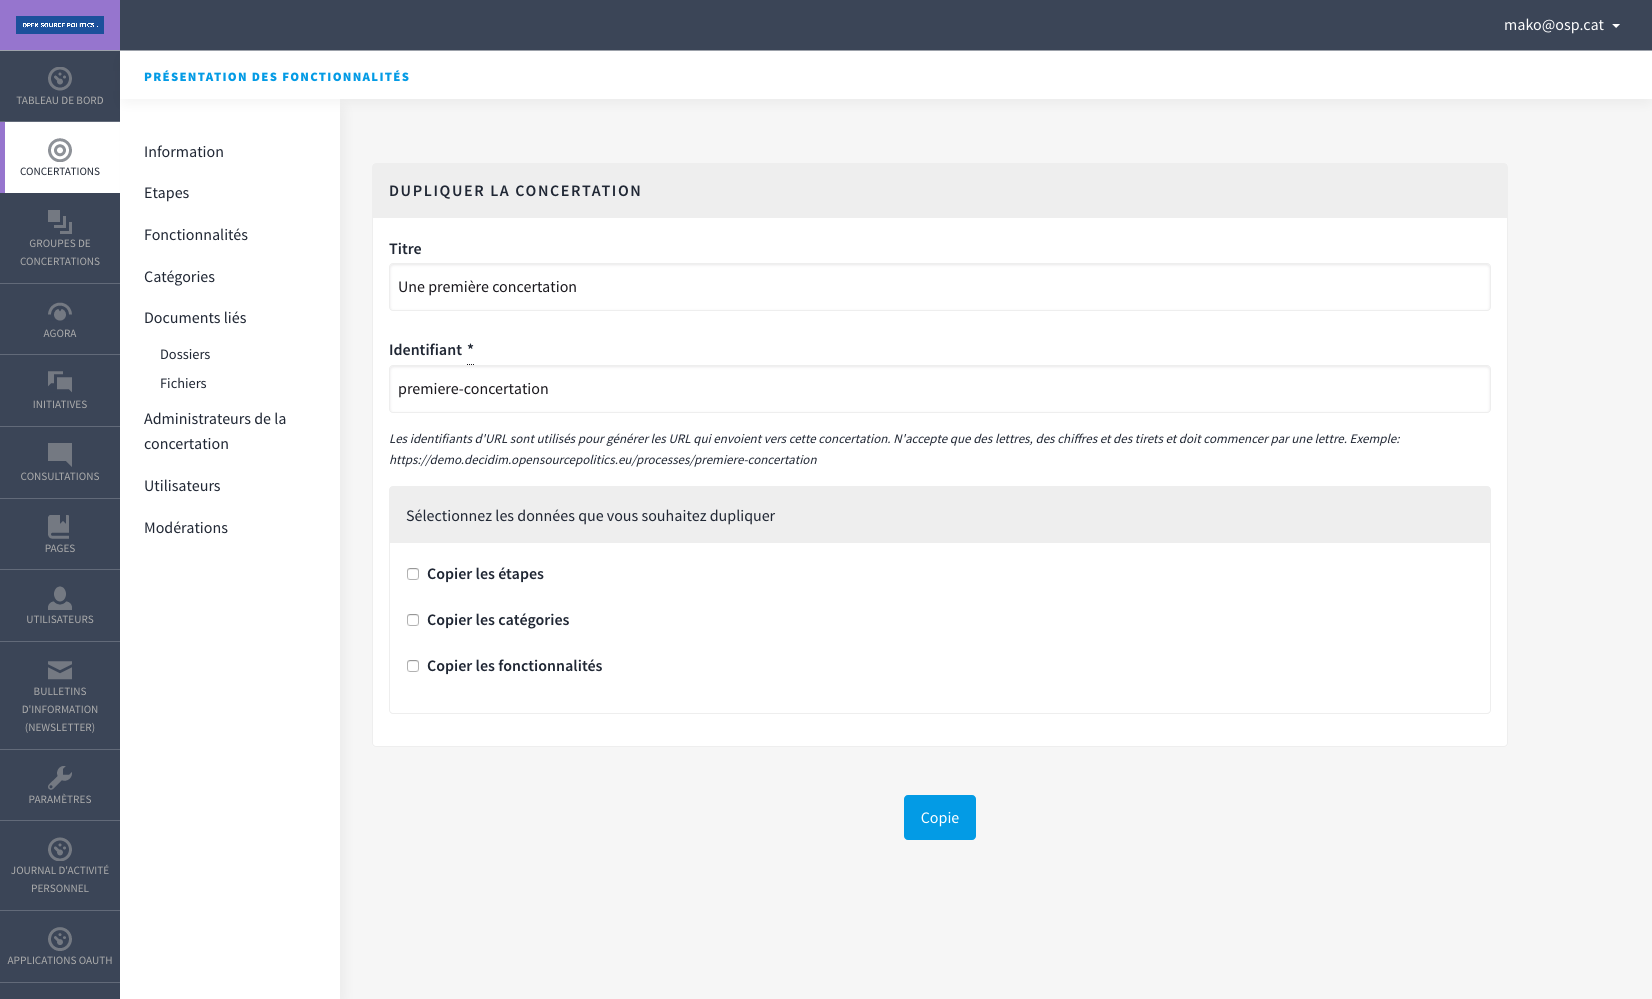 OPEN SOURCE POLITICS
mako@osp.cat
PRÉSENTATION DES FONCTIONNALITÉS
TABLEAU DE BORD
CONCERTATIONS
GROUPES DE
CONCERTATIONS
AGORA
INITIATIVES
CONSULTATIONS
PAGES
UTILISATEURS
BULLETINS
D'INFORMATION
(NEWSLETTER)
PARAMÈTRES
JOURNAL D'ACTIVITÉ
PERSONNEL
APPLICATIONS OAUTH
Information
Etapes
Fonctionnalités
Catégories
Documents liés
Dossiers
Fichiers
Administrateurs de la
concertation
Utilisateurs
Modérations
DUPLIQUER LA CONCERTATION
Titre
Une première concertation
Identifiant *
premiere-concertation
Les identifiants d'URL sont utilisés pour générer les URL qui envoient vers cette concertation. N'accepte que des lettres, des chiffres et des tirets et doit commencer par une lettre. Exemple:
https://demo.decidim.opensourcepolitics.eu/processes/premiere-concertation
Sélectionnez les données que vous souhaitez dupliquer
Copier les étapes
Copier les catégories
Copier les fonctionnalités
Copie